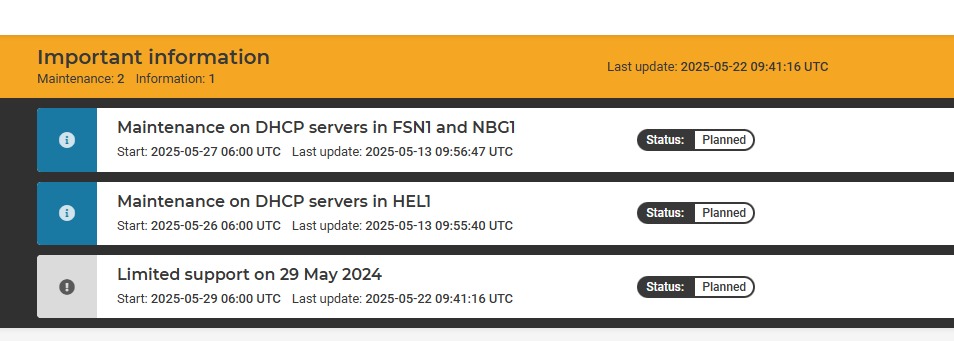 Important information
Maintenance: 2 Information: 1
Last update: 2025-05-22 09:41:16 UTC
Maintenance on DHCP servers in FSN1 and NBG1
Start: 2025-05-27 06:00 UTC Last update: 2025-05-13 09:56:47 UTC
Status: Planned
Maintenance on DHCP servers in HEL1
Start: 2025-05-26 06:00 UTC Last update: 2025-05-13 09:55:40 UTC
Status: Planned
Limited support on 29 May 2024
Start: 2025-05-29 06:00 UTC Last update: 2025-05-22 09:41:16 UTC
Status: Planned